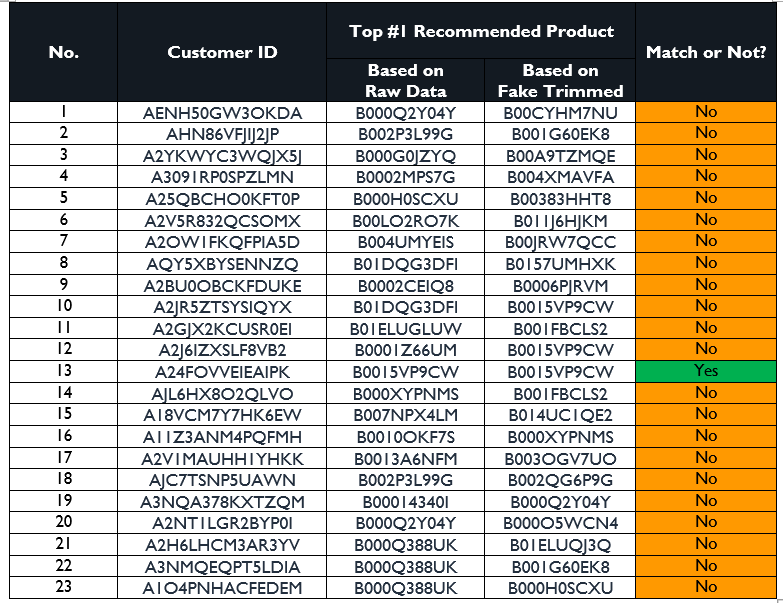 No. Customer ID Top #1 Recommended Product Match or Not?
Based on Raw Data Based on Fake Trimmed
1 AENH50GW3OKDA B000Q2Y04Y B00CYHM7NU No
2 AHN86VFJIJ2JP B002P3L99G B001G60EK8 No
3 A2YKWYC3WQJX5J B000G0JZYQ B00A9TZMQE No
4 A3091RP0SPZLMN B0002MPS7G B004XMAVFA No
5 A25QBCHO0KFT0P B000H0SCXU B00383HHT8 No
6 A2V5R832QCSOMX B00LO2RO7K B011J6HJKM No
7 A2OW1FKQFPIA5D B004UMYEIS B00JRW7QCC No
8 AQY5XBYSENNZQ B01DQG3DFI B0157UMHXK No
9 A2BU0OBCKFDUKE B0002CEIQ8 B0006PJRVM No
10 A2JR5ZTSYSIQYX B01DQG3DFI B0015VP9CW No
11 A2GJX2KCUSR0EI B01ELUGLUW B001FBCLS2 No
12 A2J6IZXSLF8VB2 B0001Z66UM B0015VP9CW No
13 A24FOVVEIEAIPK B0015VP9CW B0015VP9CW Yes
14 AJL6HX8O2QLVO B000XYPNMS B001FBCLS2 No
15 A18VCM7Y7HK6EW B007NPX4LM B014UC1QE2 No
16 A11Z3ANM4PQFMH B0010OKF7S B000XYPNMS No
17 A2V1MAUHH1YHKK B0013A6NFM B003OGV7UO No
18 AJC7TSNP5UAWN B002P3L99G B002QG6P9G No
19 A3NQA378KXTZQM B00014340I B000Q2Y04Y No
20 A2NT1LGR2BYP0I B000Q2Y04Y B000O5WCN4 No
21 A2H6LHCM3AR3YV B000Q388UK B01ELUQJ3Q No
22 A3NMQEQPT5LDIA B000Q388UK B001G60EK8 No
23 A1O4PNHACFEDEM B000Q388UK B000H0SCXU No